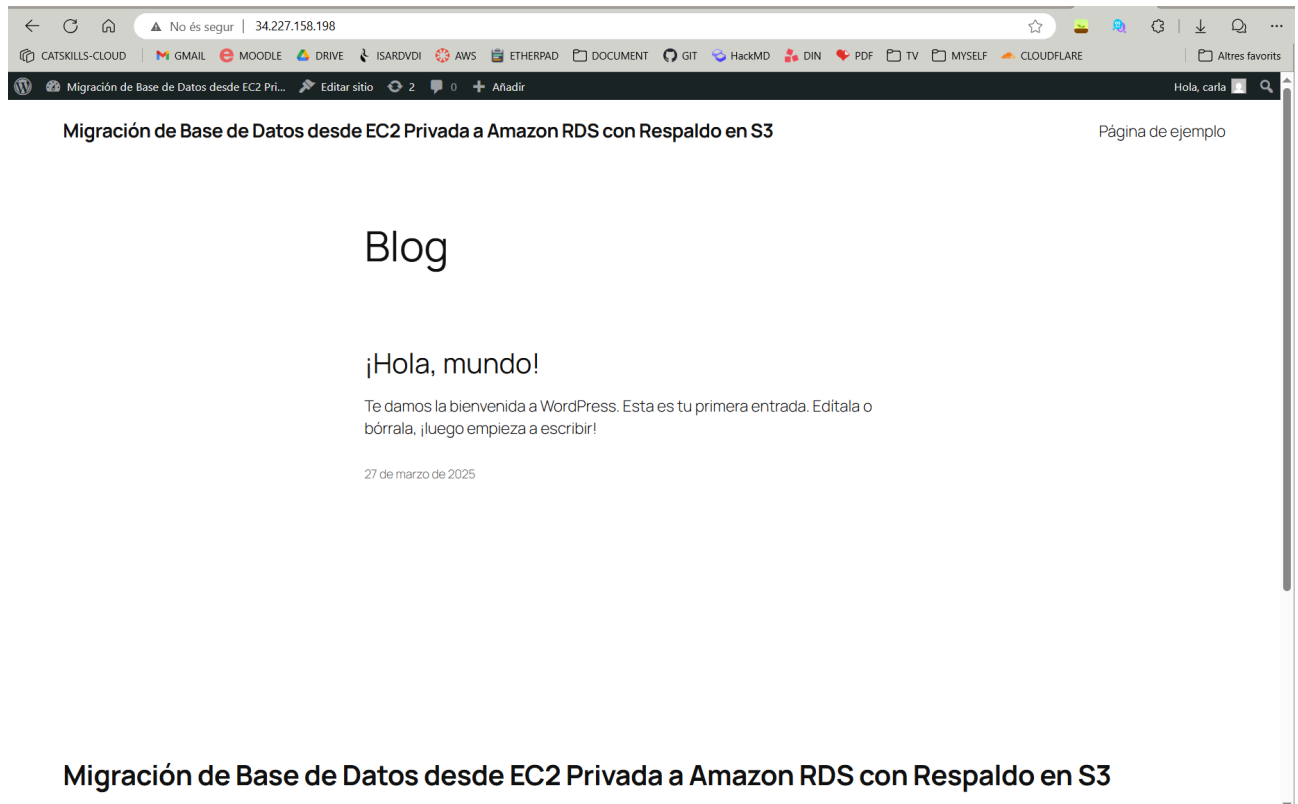 No és segur 34.227.158.198
CATSKILLS-CLOUD GMAIL MOODLE DRIVE ISARDVDI AWS ETHERPAD DOCUMENT GIT HackMD DIN PDF TV MYSELF CLOUDFLARE Altres favorits
Migración de Base de Datos desde EC2 Pri... Editar sitio 2 0 Añadir Hola, carla
Migración de Base de Datos desde EC2 Privada a Amazon RDS con Respaldo en S3 Página de ejemplo
Blog
¡Hola, mundo!
Te damos la bienvenida a WordPress. Esta es tu primera entrada. Edítala o
bórrala, ¡luego empieza a escribir!
27 de marzo de 2025
Migración de Base de Datos desde EC2 Privada a Amazon RDS con Respaldo en S3